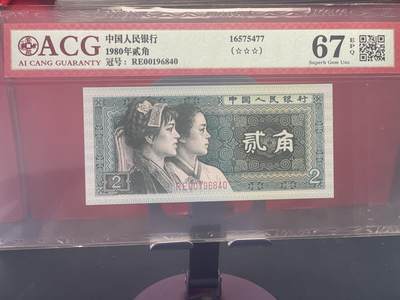 ACG
AI CANG GUARANTY
中国人民银行
1980年贰角
冠号: RE00196840
16575477
(☆☆☆)
67 EPQ
Superb Gem Unc
中国人民银行
贰角
2
RE00196840
2